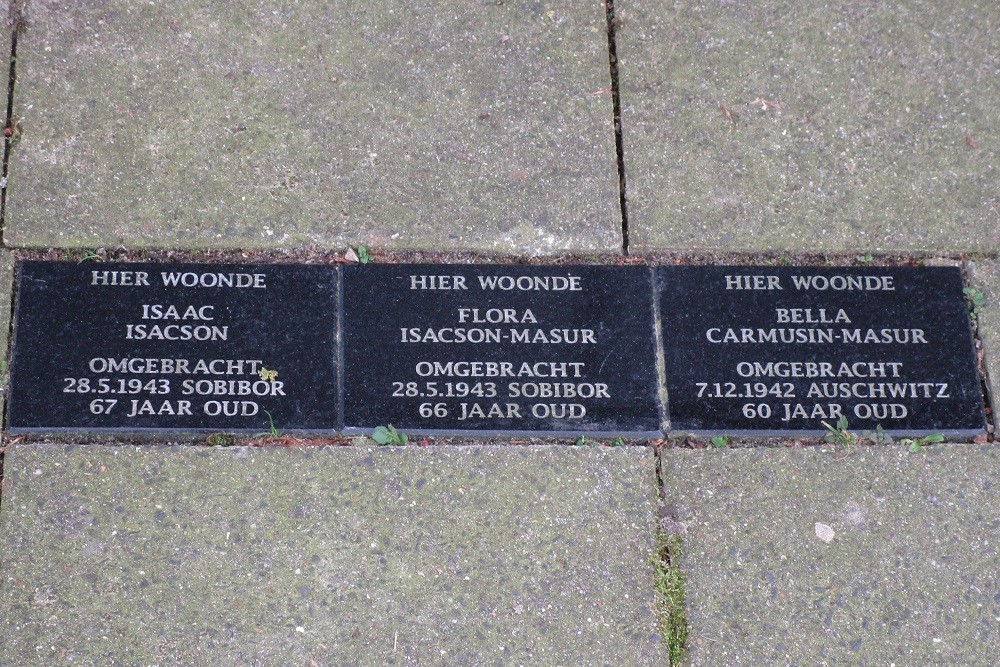 HIER WOONDE
ISAAC
ISACSON
OMGEBRACHT
28.5.1943 SOBIBOR
67 JAAR OUD
HIER WOONDE
FLORA
ISACSON-MASUR
OMGEBRACHT
28.5.1943 SOBIBOR
66 JAAR OUD
HIER WOONDE
BELLA
CARMUSIN-MASUR
OMGEBRACHT
7.12.1942 AUSCHWITZ
60 JAAR OUD